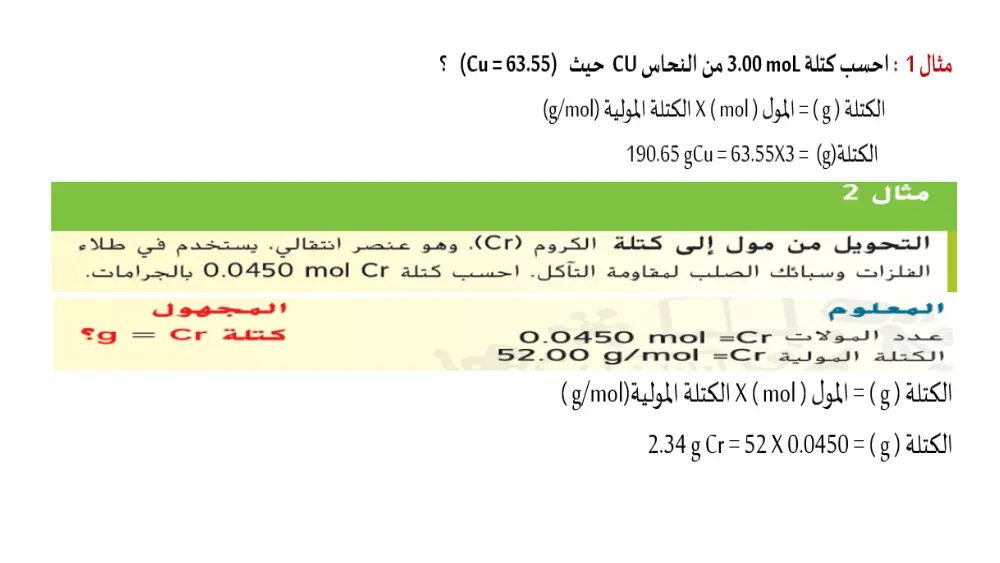 مثال 1 : احسب كتلة 3.00 moL من النحاس CU حيث (Cu = 63.55) ؟
الكتلة ( g ) = المول ( mol ) X الكتلة المولية (g/mol)
الكتلة(g) = 63.55X3 = 190.65 gCu
مثال 2
التحويل من مول إلى كتلة الكروم (Cr)، وهو عنصر انتقالي، يستخدم في طلاء
الفلزات وسبائك الصلب لمقاومة التآكل. احسب كتلة 0.0450 mol Cr بالجرامات.
المعلوم
عدد المولات Cr= 0.0450 mol
الكتلة المولية Cr= 52.00 g/mol
المجهول
كتلة g = Cr؟
الكتلة ( g ) = المول ( mol ) X الكتلة المولية(g/mol )
الكتلة ( g ) = 0.0450 X 52 = 2.34 g Cr